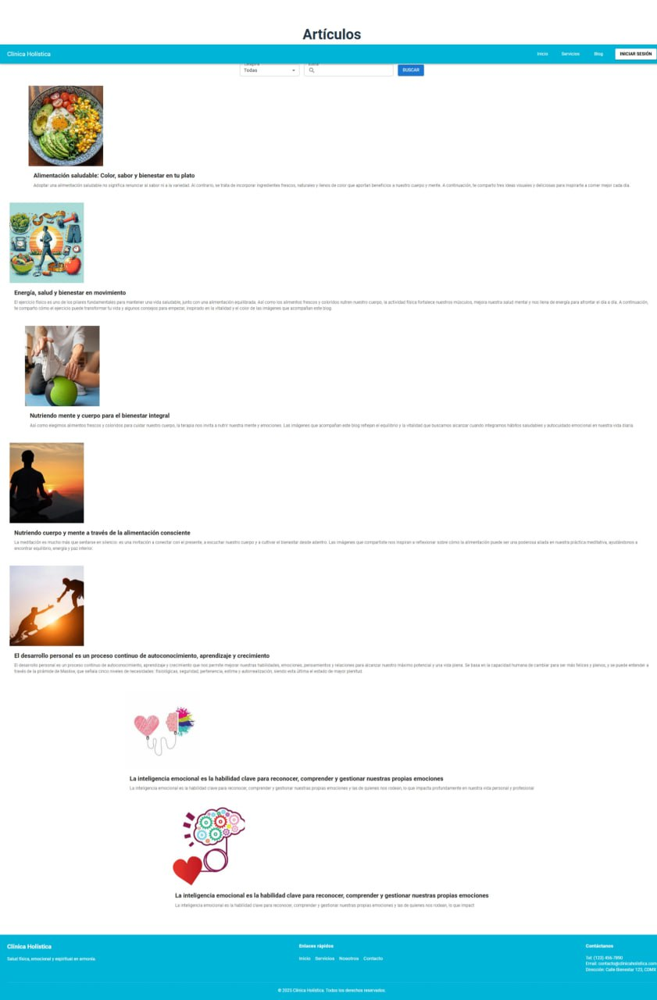 Artículos
Clínica Holística
Inicio
Servicios
Blog
INICIAR SESIÓN
Categoría
Todas
Buscar
BUSCAR
Alimentación saludable: Color, sabor y bienestar en tu plato
Adoptar una alimentación saludable no significa renunciar al sabor ni a la variedad. Al contrario, se trata de incorporar ingredientes frescos, naturales y llenos de color que aportan beneficios a nuestro cuerpo y mente. A continuación, te comparto tres ideas visuales y deliciosas para inspirarte a comer mejor cada día.
Energía, salud y bienestar en movimiento
El ejercicio físico es uno de los pilares fundamentales para mantener una vida saludable, junto con una alimentación equilibrada. Así como los alimentos frescos y coloridos nutren nuestro cuerpo, la actividad física fortalece nuestros músculos, mejora nuestra salud mental y nos llena de energía para afrontar el día a día. A continuación,
te comparto cómo el ejercicio puede transformar tu vida y algunos consejos para empezar, inspirado en la vitalidad y el color de las imágenes que acompañan este blog.
Nutriendo mente y cuerpo para el bienestar integral
Así como elegimos alimentos frescos y coloridos para cuidar nuestro cuerpo, la terapia nos invita a nutrir nuestra mente y emociones. Las imágenes que acompañan este blog reflejan el equilibrio y la vitalidad que buscamos alcanzar cuando integramos hábitos saludables y autocuidado emocional en nuestra vida diaria.
Nutriendo cuerpo y mente a través de la alimentación consciente
La meditación es mucho más que sentarse en silencio: es una invitación a conectar con el presente, a escuchar nuestro cuerpo y a cultivar el bienestar desde adentro. Las imágenes que compartiste nos inspiran a reflexionar sobre cómo la alimentación puede ser una poderosa aliada en nuestra práctica meditativa, ayudándonos a
encontrar equilibrio, energía y paz interior.
El desarrollo personal es un proceso continuo de autoconocimiento, aprendizaje y crecimiento
El desarrollo personal es un proceso continuo de autoconocimiento, aprendizaje y crecimiento que nos permite mejorar nuestras habilidades, emociones, pensamientos y relaciones para alcanzar nuestro máximo potencial y una vida plena. Se basa en la capacidad humana de cambiar para ser más felices y plenos, y se puede entender a
través de la pirámide de Maslow, que señala cinco niveles de necesidades: fisiológicas, seguridad, pertenencia, estima y autorrealización, siendo esta última el estado de mayor plenitud.
La inteligencia emocional es la habilidad clave para reconocer, comprender y gestionar nuestras propias emociones
La inteligencia emocional es la habilidad clave para reconocer, comprender y gestionar nuestras propias emociones y las de quienes nos rodean, lo que impacta profundamente en nuestra vida personal y profesional
La inteligencia emocional es la habilidad clave para reconocer, comprender y gestionar nuestras propias emociones
La inteligencia emocional es la habilidad clave para reconocer, comprender y gestionar nuestras propias emociones y las de quienes nos rodean, lo que impact
Clínica Holística
Salud física, emocional y espiritual en armonía.
Enlaces rápidos
Inicio Servicios Nosotros Contacto
Contáctanos
Tel: (123) 456-7890
Email: contacto@clinicaholistica.com
Dirección: Calle Bienestar 123, CDMX
© 2025 Clínica Holística. Todos los derechos reservados.